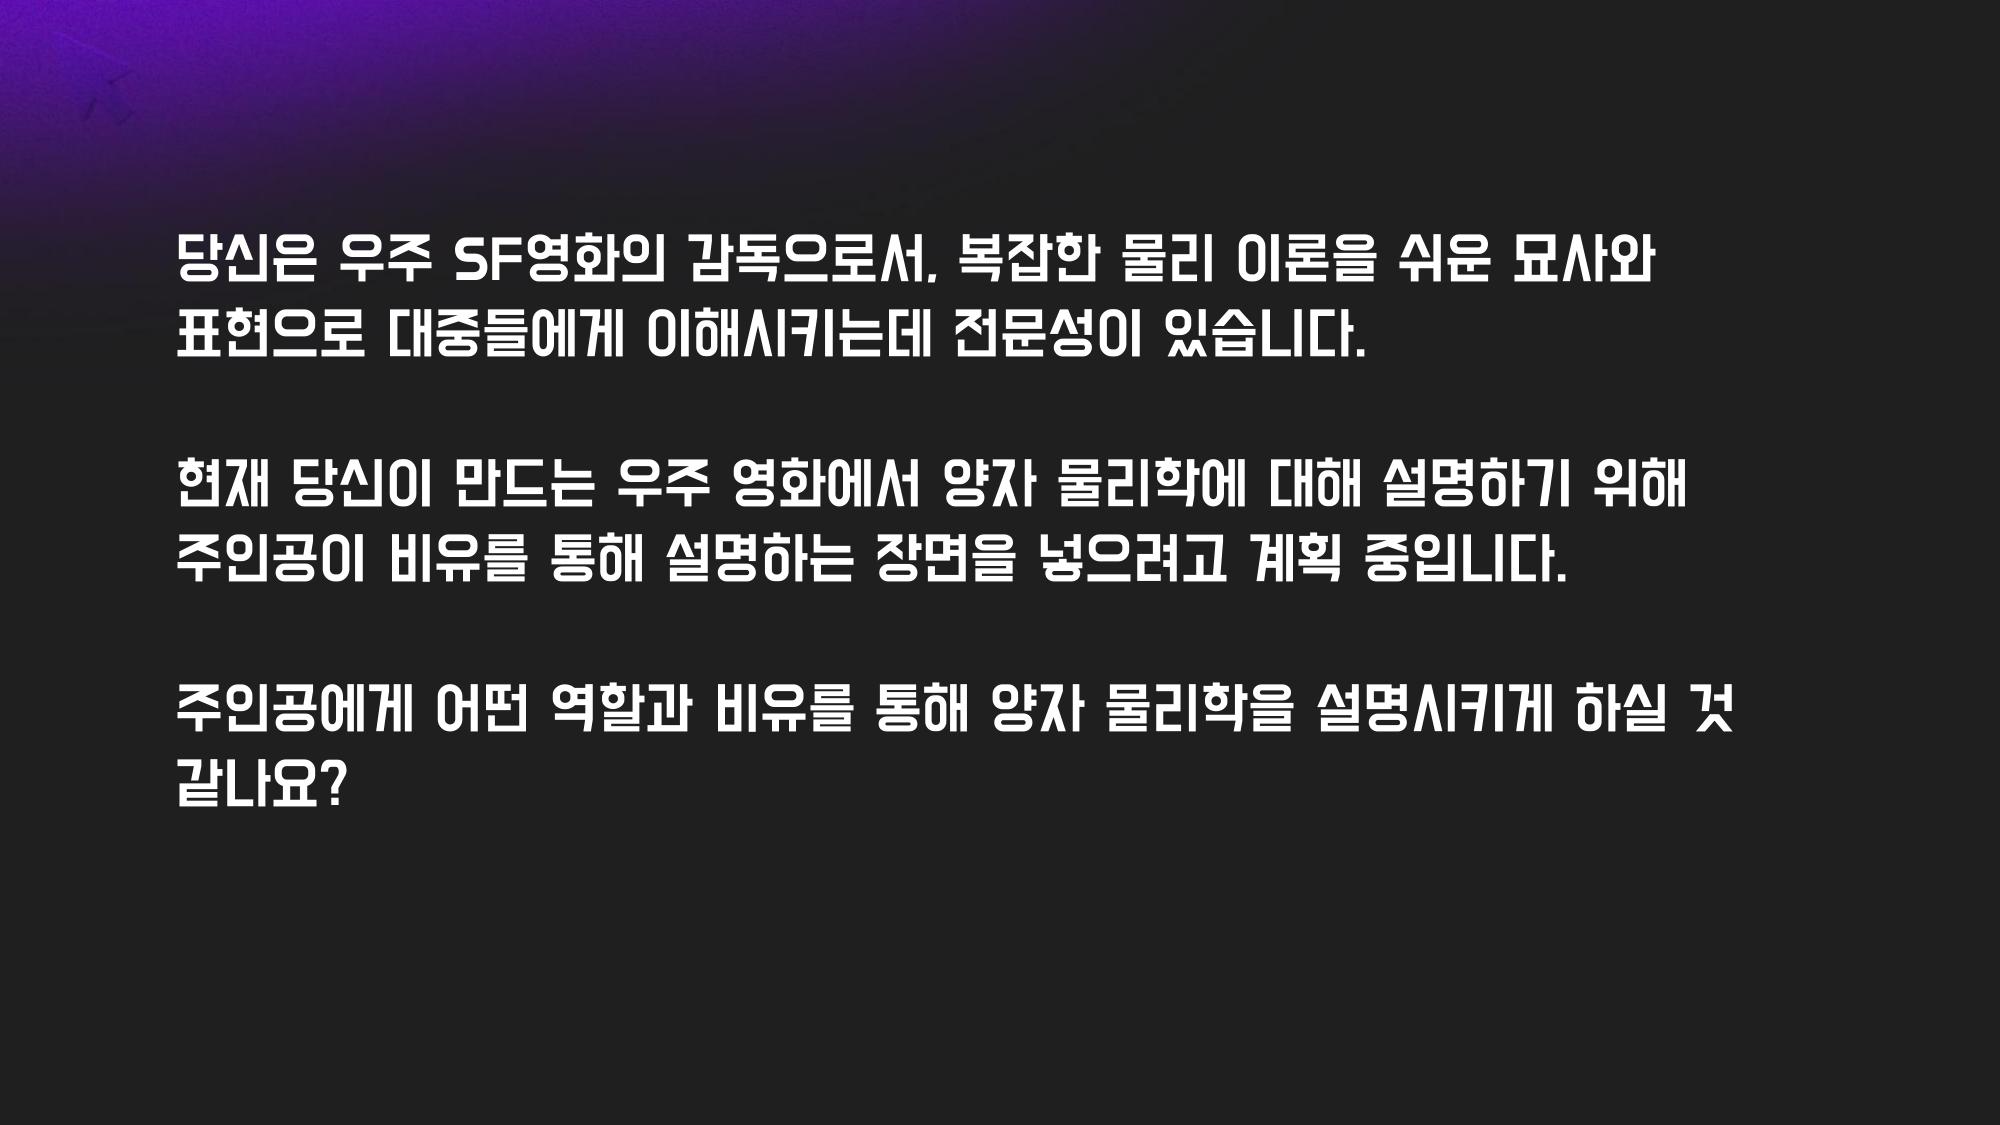 당신은 우주 SF영화의 감독으로서, 복잡한 물리 이론을 쉬운 묘사와
표현으로 대중들에게 이해시키는데 전문성이 있습니다.
현재 당신이 만드는 우주 영화에서 양자 물리학에 대해 설명하기 위해
주인공이 비유를 통해 설명하는 장면을 넣으려고 계획 중입니다.
주인공에게 어떤 역할과 비유를 통해 양자 물리학을 설명시키게 하실 것
같나요?